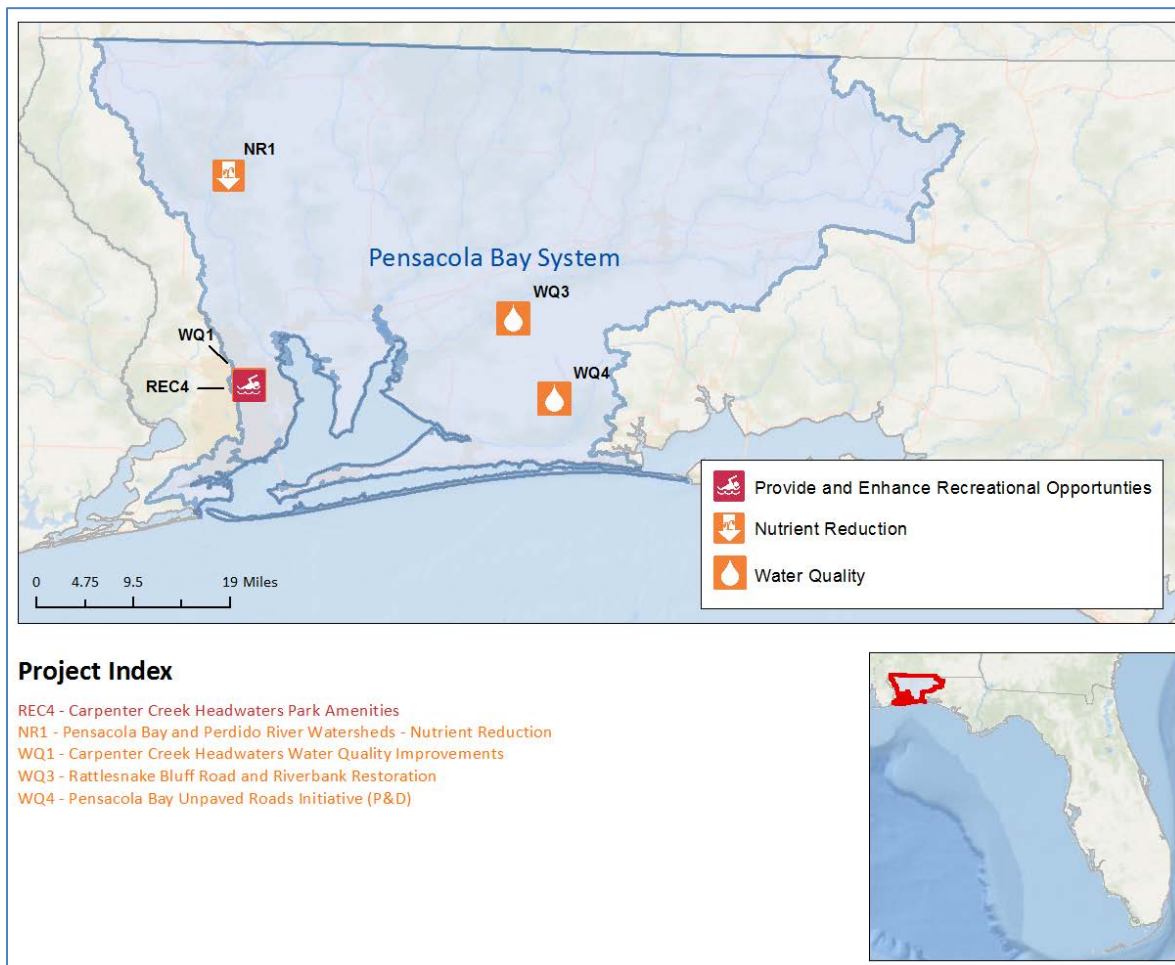 NR1
Pensacola Bay System
WQ3
WQ1
REC4
WQ4
Provide and Enhance Recreational Opportunties
Nutrient Reduction
Water Quality
0 4.75 9.5 19 Miles
Project Index
REC4 - Carpenter Creek Headwaters Park Amenities
NR1 - Pensacola Bay and Perdido River Watersheds - Nutrient Reduction
WQ1 - Carpenter Creek Headwaters Water Quality Improvements
WQ3 - Rattlesnake Bluff Road and Riverbank Restoration
WQ4 - Pensacola Bay Unpaved Roads Initiative (P&D)